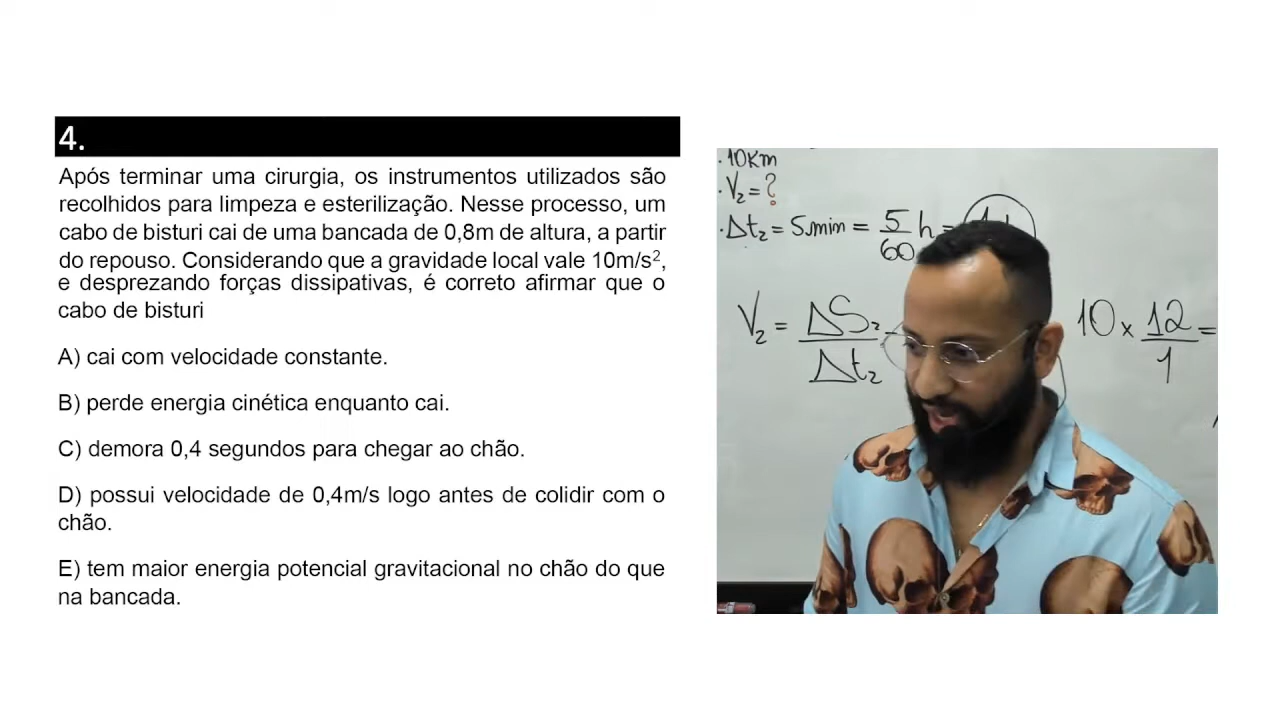 4.
Após terminar uma cirurgia, os instrumentos utilizados são
recolhidos para limpeza e esterilização. Nesse processo, um
cabo de bisturi cai de uma bancada de 0,8m de altura, a partir
do repouso. Considerando que a gravidade local vale 10m/s²,
e desprezando forças dissipativas, é correto afirmar que o
cabo de bisturi
A) cai com velocidade constante.
B) perde energia cinética enquanto cai.
C) demora 0,4 segundos para chegar ao chão.
D) possui velocidade de 0,4m/s logo antes de colidir com o
chão.
E) tem maior energia potencial gravitacional no chão do que
na bancada.
· 10Km
· V₂ = ?
· Δt₂ = 5min = 5/60 h =
V₂ = ΔS₂/Δt₂ = 10 x 12/1 =